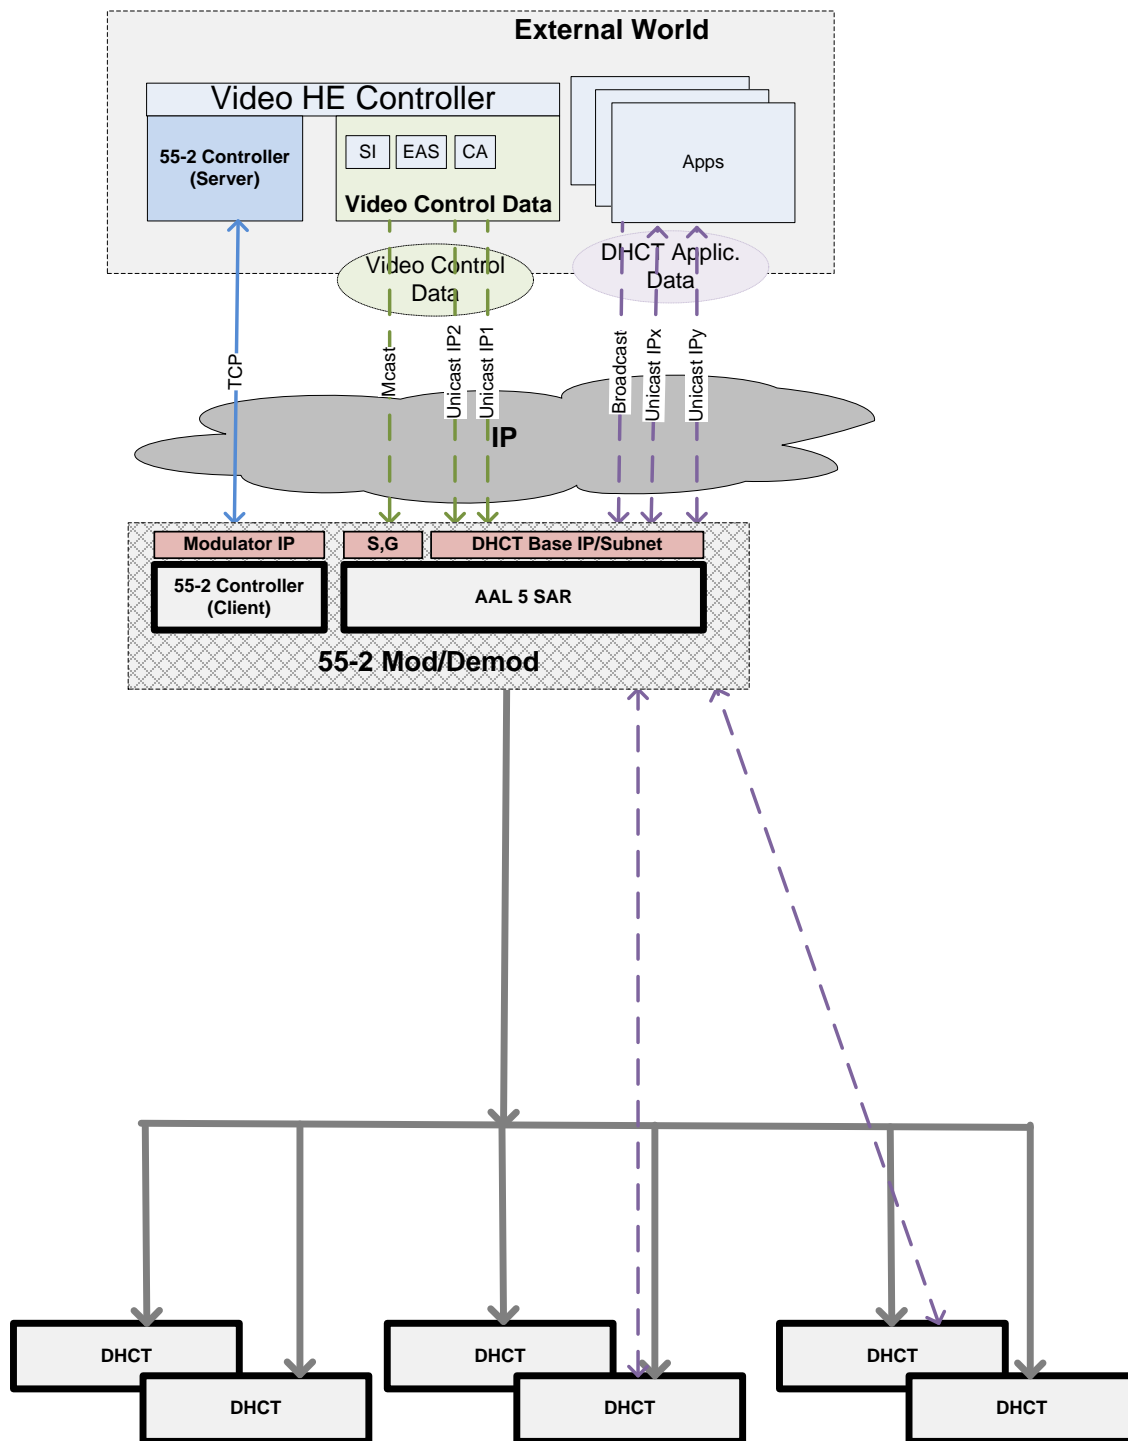 External World
Video HE Controller
55-2 Controller
(Server)
SI
EAS
CA
Video Control Data
Apps
Video Control
Data
DHCT Applic.
Data
TCP
Mcast
Unicast IP2
Unicast IP1
Broadcast
Unicast IPx
Unicast IPy
IP
Modulator IP
S,G
DHCT Base IP/Subnet
55-2 Controller
(Client)
AAL 5 SAR
55-2 Mod/Demod
DHCT
DHCT
DHCT
DHCT
DHCT
DHCT